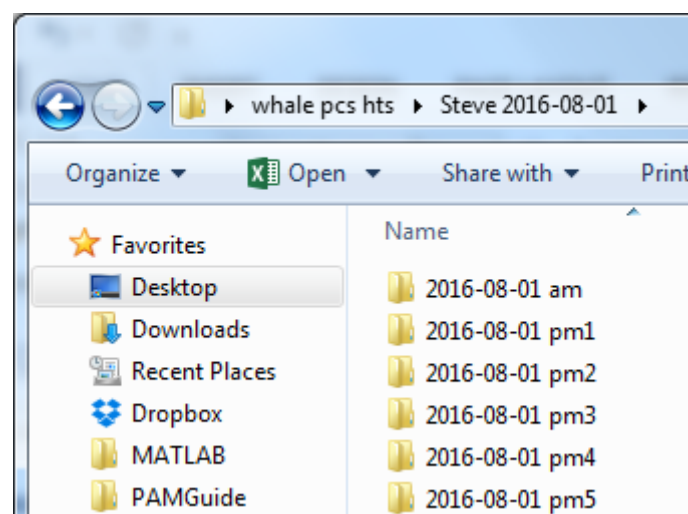 whale pcs hts Steve 2016-08-01
Organize Open Share with Print
Favorites
Desktop
Downloads
Recent Places
Dropbox
MATLAB
PAMGuide
Name
2016-08-01 am
2016-08-01 pm1
2016-08-01 pm2
2016-08-01 pm3
2016-08-01 pm4
2016-08-01 pm5